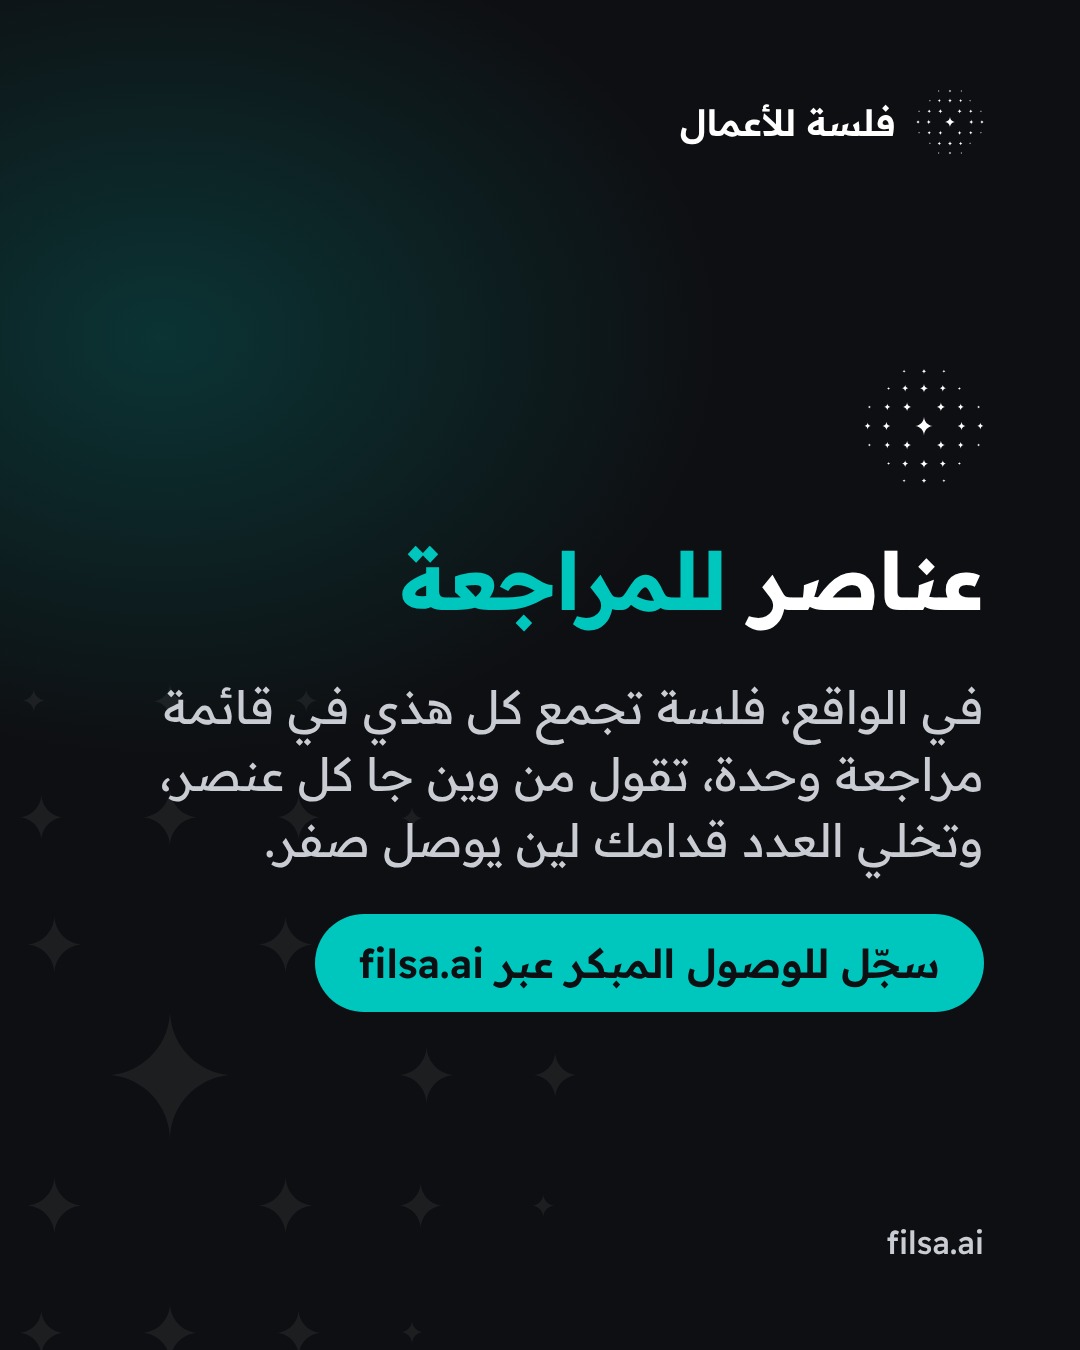 فلسة للأعمال
عناصر للمراجعة
في الواقع، فلسة تجمع كل هذي في قائمة
مراجعة وحدة، تقول من وين جا كل عنصر،
وتخلي العدد قدامك لين يوصل صفر.
سجّل للوصول المبكر عبر filsa.ai
filsa.ai